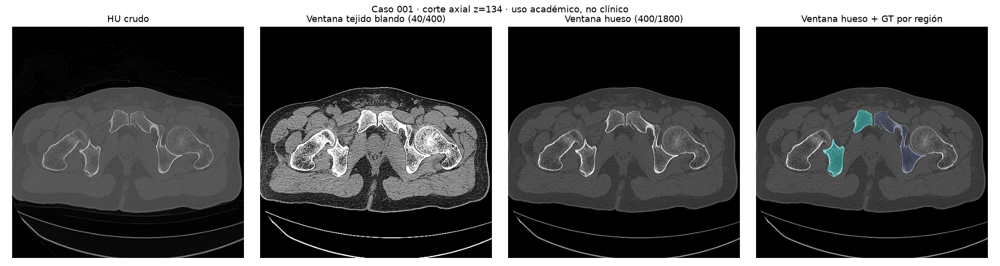 Caso 001 · corte axial z=134 · uso académico, no clínico
HU crudo
Ventana tejido blando (40/400)
Ventana hueso (400/1800)
Ventana hueso + GT por región